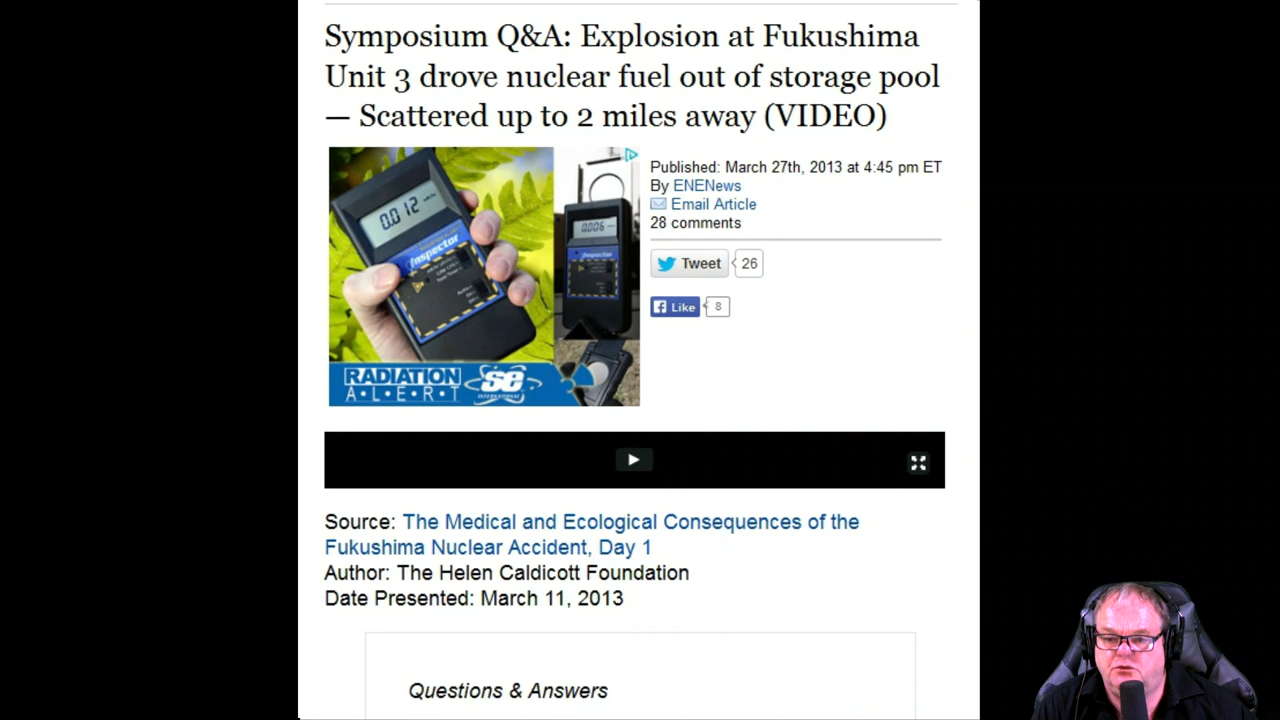 Symposium Q&A: Explosion at Fukushima
Unit 3 drove nuclear fuel out of storage pool
— Scattered up to 2 miles away (VIDEO)
Published: March 27th, 2013 at 4:45 pm ET
By ENENews
Email Article
28 comments
Tweet 26
Like 8
0.012
Inspector
0.006
RADIATION
A•L•E•R•T
se
Source: The Medical and Ecological Consequences of the
Fukushima Nuclear Accident, Day 1
Author: The Helen Caldicott Foundation
Date Presented: March 11, 2013
Questions & Answers